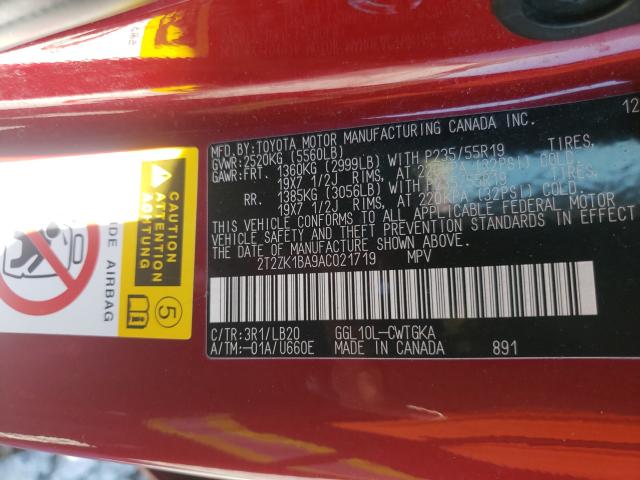 CAUTION
ATTENTION
ACHTUNG
IDE AIRBAG
5
12
MFD. BY: TOYOTA MOTOR MANUFACTURING CANADA INC.
GVWR: 2520KG (5560LB)
GAWR: FRT. 1360KG (2999LB) WITH P235/55R19 TIRES,
19X7 1/2J RIMS, AT COLD.
RR. 1385KG (3056LB) WITH TIRES,
19X7 1/2J RIMS, AT (32PSI) COLD.
THIS VEHICLE CONFORMS TO ALL APPLICABLE FEDERAL MOTOR
VEHICLE SAFETY AND THEFT PREVENTION STANDARDS IN EFFECT
ON THE DATE OF MANUFACTURE SHOWN ABOVE.
2T2ZK1BA9AC021719 MPV
C/TR: 3R1/LB20 GGL10L-CWTGKA
A/TM: -01A/U660E MADE IN CANADA 891